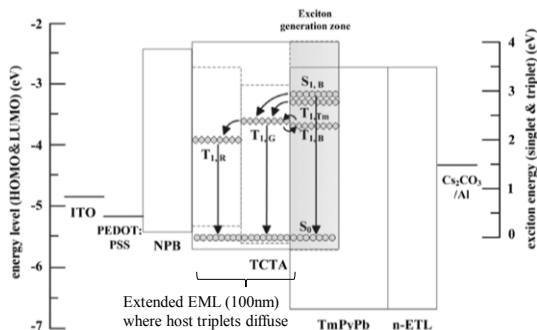 Exciton
generation zone
energy level (HOMO&LUMO) (eV)
-2
-3
-4
-5
-6
-7
exciton energy (singlet & triplet) (eV)
4
3
2
1
0
S1, B
T1,Tm
T1, G
T1, B
T1, R
S0
ITO
PEDOT:
PSS
NPB
TCTA
TmPyPb
n-ETL
Cs2CO3
/Al
Extended EML (100nm)
where host triplets diffuse